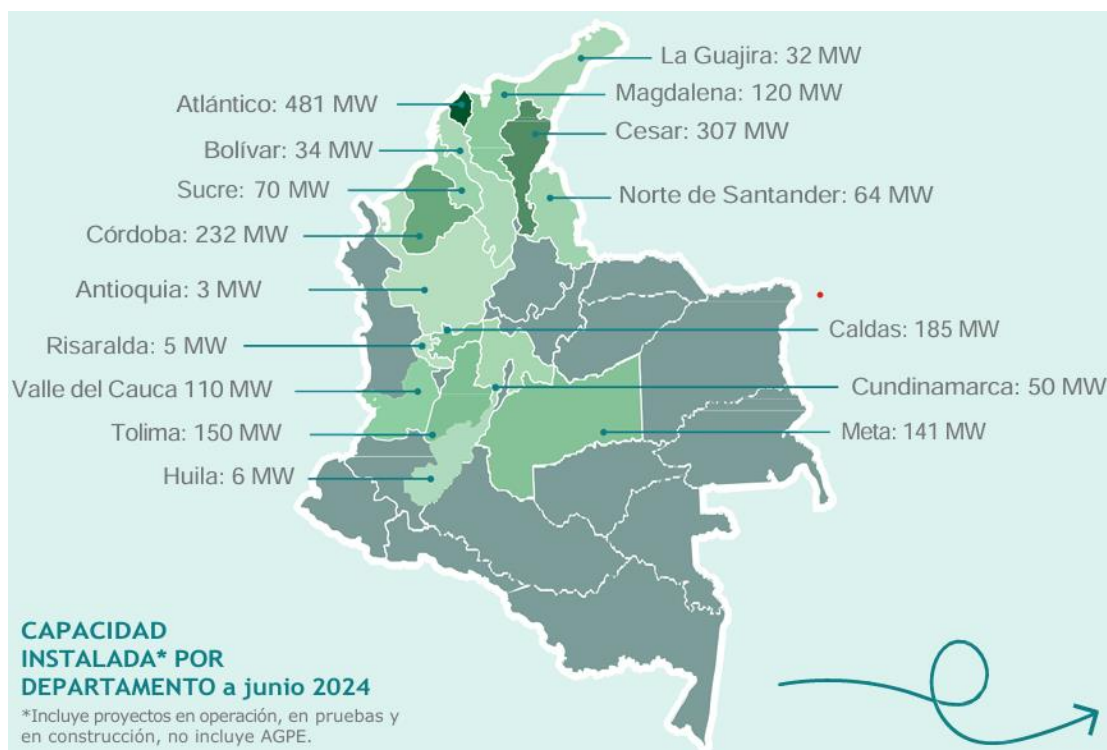 La Guajira: 32 MW
Atlántico: 481 MW
Magdalena: 120 MW
Cesar: 307 MW
Bolívar: 34 MW
Sucre: 70 MW
Norte de Santander: 64 MW
Córdoba: 232 MW
Antioquia: 3 MW
Caldas: 185 MW
Risaralda: 5 MW
Valle del Cauca 110 MW
Cundinamarca: 50 MW
Tolima: 150 MW
Meta: 141 MW
Huila: 6 MW
CAPACIDAD
INSTALADA* POR
DEPARTAMENTO a junio 2024
*Incluye proyectos en operación, en pruebas y
en construcción, no incluye AGPE.